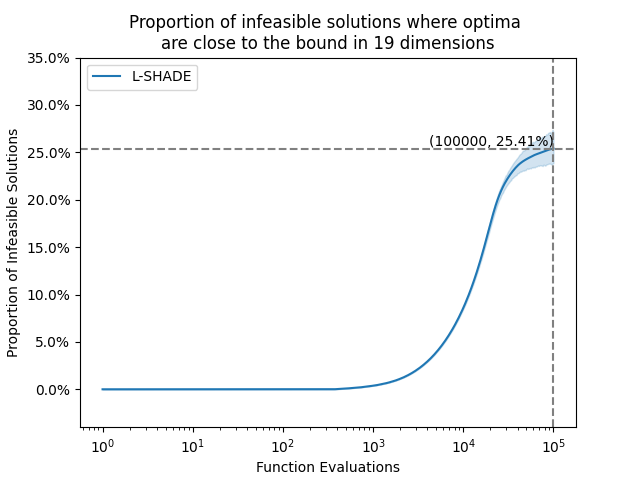 Proportion of infeasible solutions where optima
are close to the bound in 19 dimensions
35.0%
30.0%
25.0%
20.0%
15.0%
10.0%
5.0%
0.0%
Proportion of Infeasible Solutions
L-SHADE
(100000, 25.41%)
10⁰ 10¹ 10² 10³ 10⁴ 10⁵
Function Evaluations